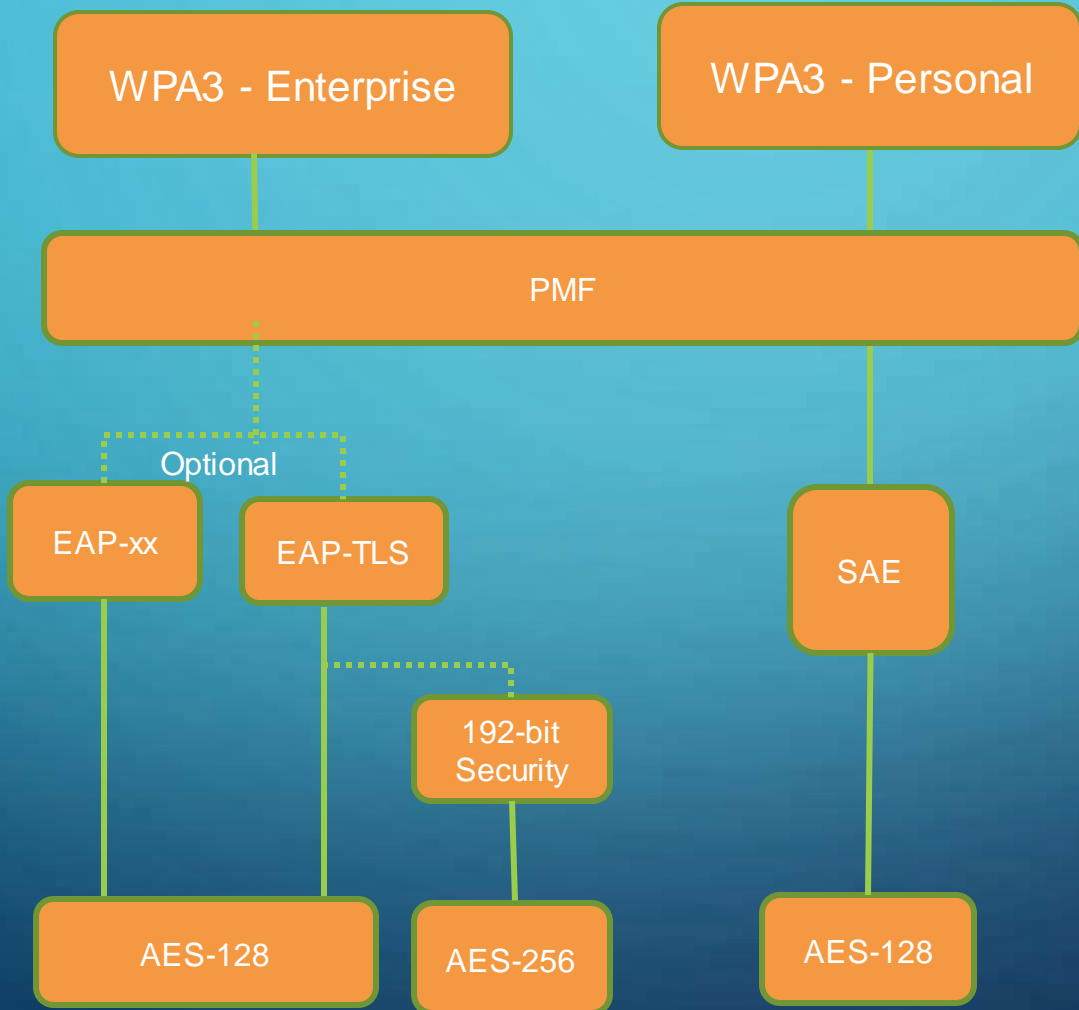 WPA3 - Enterprise
WPA3 - Personal
PMF
Optional
EAP-xx
EAP-TLS
SAE
192-bit
Security
AES-128
AES-256
AES-128